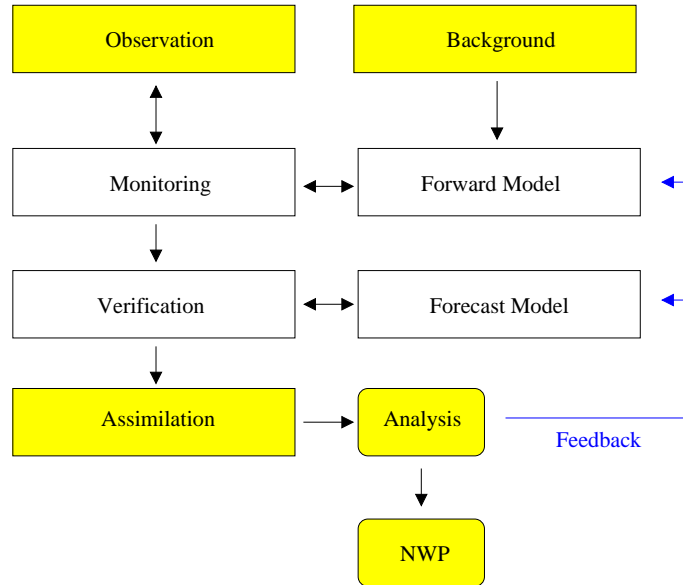 Observation
Background
Monitoring
Forward Model
Verification
Forecast Model
Assimilation
Analysis
Feedback
NWP